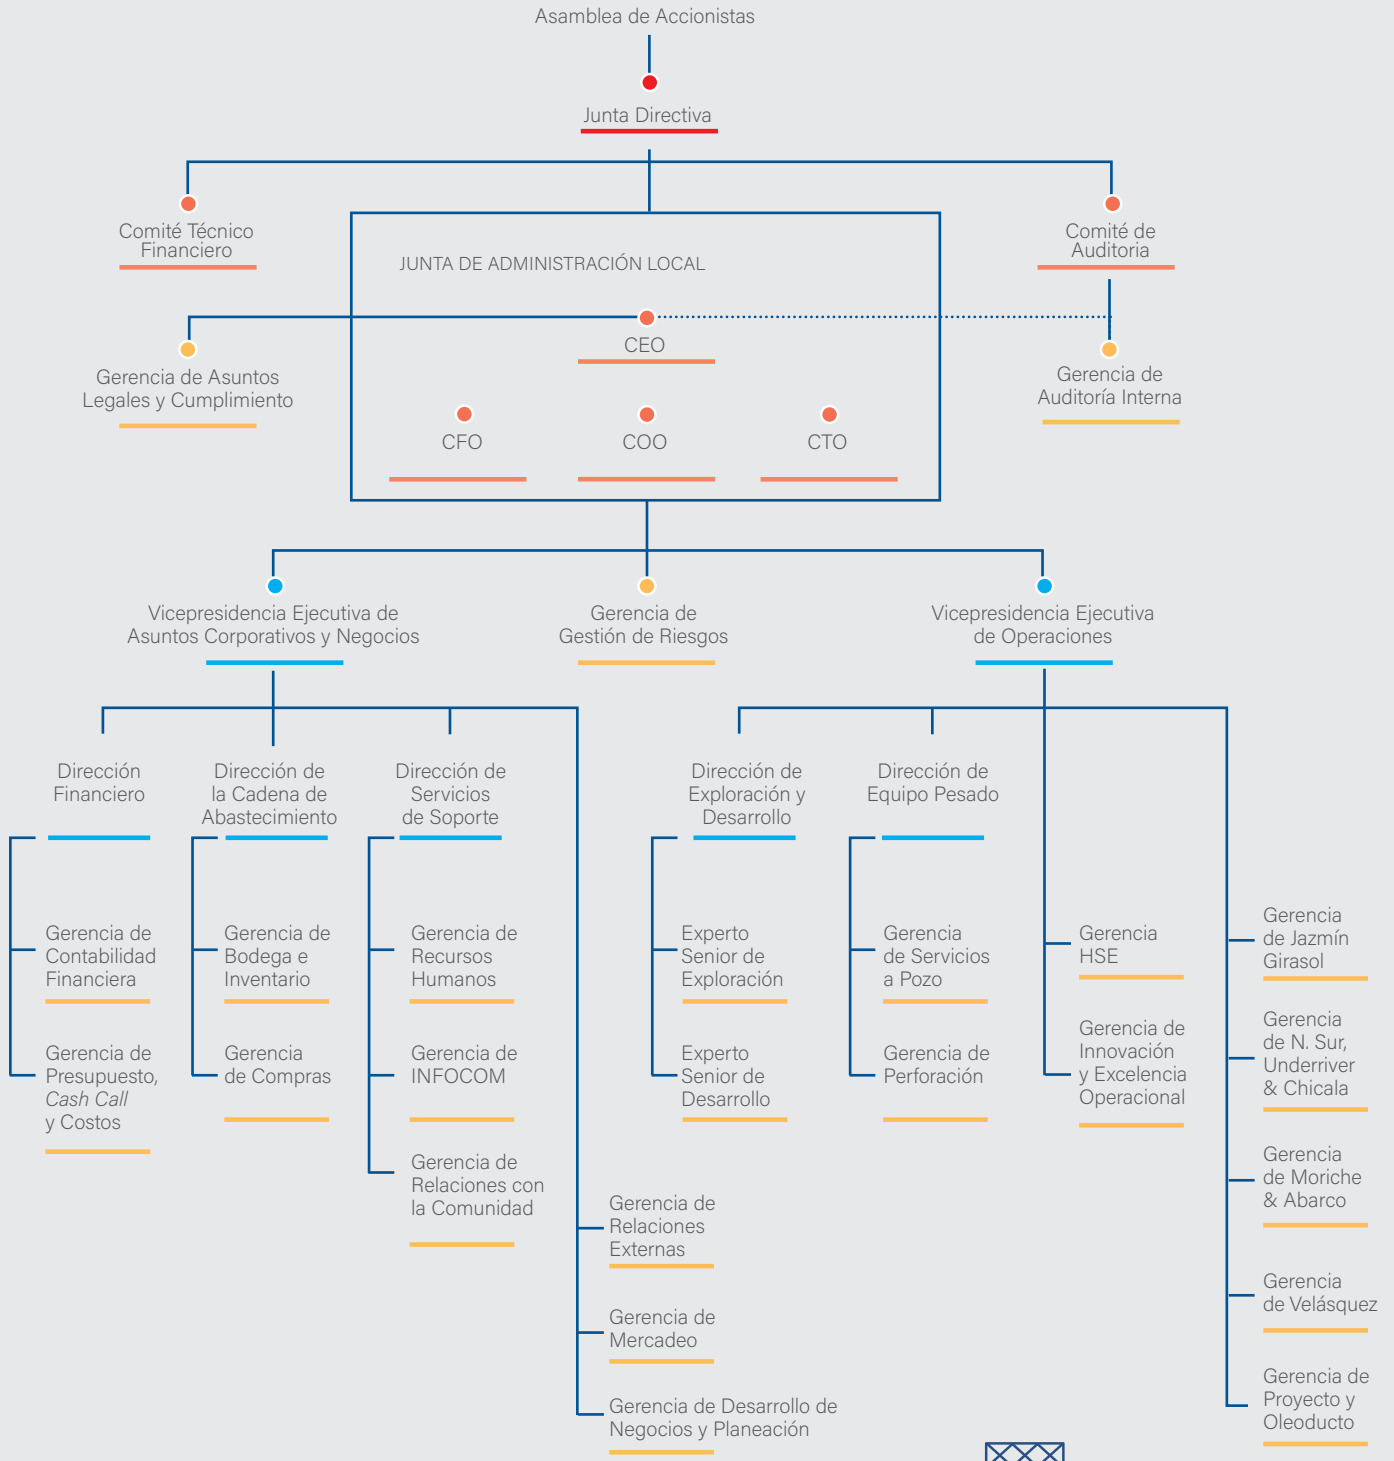 Asamblea de Accionistas
Junta Directiva
Comité Técnico
Financiero
Comité de
Auditoria
JUNTA DE ADMINISTRACIÓN LOCAL
CEO
Gerencia de Asuntos
Legales y Cumplimiento
Gerencia de
Auditoría Interna
CFO
COO
CTO
Vicepresidencia Ejecutiva de
Asuntos Corporativos y Negocios
Gerencia de
Gestión de Riesgos
Vicepresidencia Ejecutiva
de Operaciones
Dirección
Financiero
Dirección de
la Cadena de
Abastecimiento
Dirección de
Servicios
de Soporte
Dirección de
Exploración y
Desarrollo
Dirección de
Equipo Pesado
Gerencia de
Contabilidad
Financiera
Gerencia de
Presupuesto,
Cash Call
y Costos
Gerencia de
Bodega e
Inventario
Gerencia
de Compras
Gerencia de
Recursos
Humanos
Gerencia de
INFOCOM
Gerencia de
Relaciones con
la Comunidad
Gerencia de
Relaciones
Externas
Gerencia de
Mercadeo
Gerencia de Desarrollo de
Negocios y Planeación
Experto
Senior de
Exploración
Experto
Senior de
Desarrollo
Gerencia
de Servicios
a Pozo
Gerencia de
Perforación
Gerencia
HSE
Gerencia de
Innovación
y Excelencia
Operacional
Gerencia
de Jazmín
Girasol
Gerencia
de N. Sur,
Underriver
& Chicala
Gerencia
de Moriche
& Abarco
Gerencia
de Velásquez
Gerencia de
Proyecto y
Oleoducto